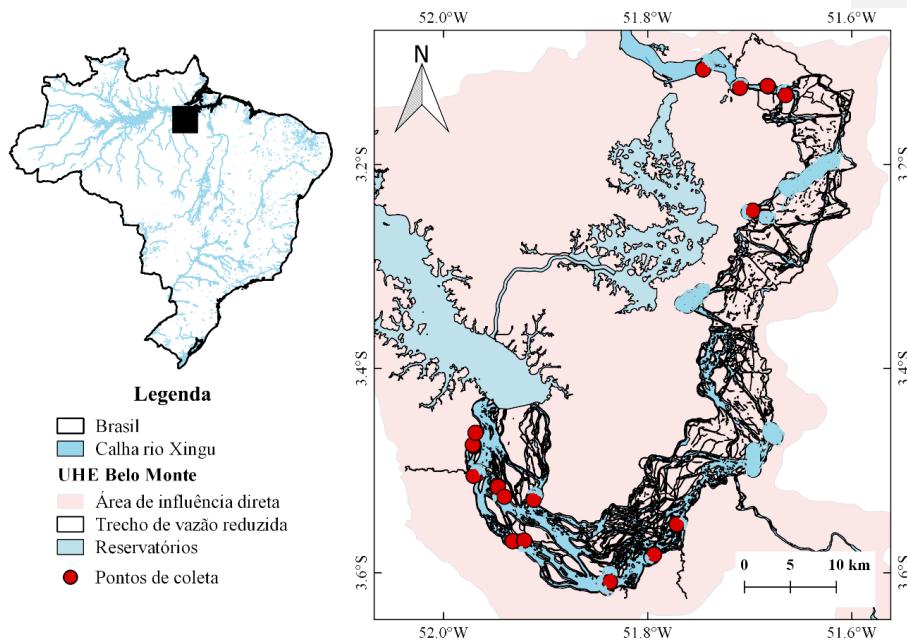 52.0°W
51.8°W
51.6°W
N
3.2°S
3.2°S
3.4°S
3.4°S
Legenda
Brasil
Calha rio Xingu
UHE Belo Monte
Área de influência direta
Trecho de vazão reduzida
Reservatórios
Pontos de coleta
0
5
10 km
3.6°S
3.6°S
52.0°W
51.8°W
51.6°W